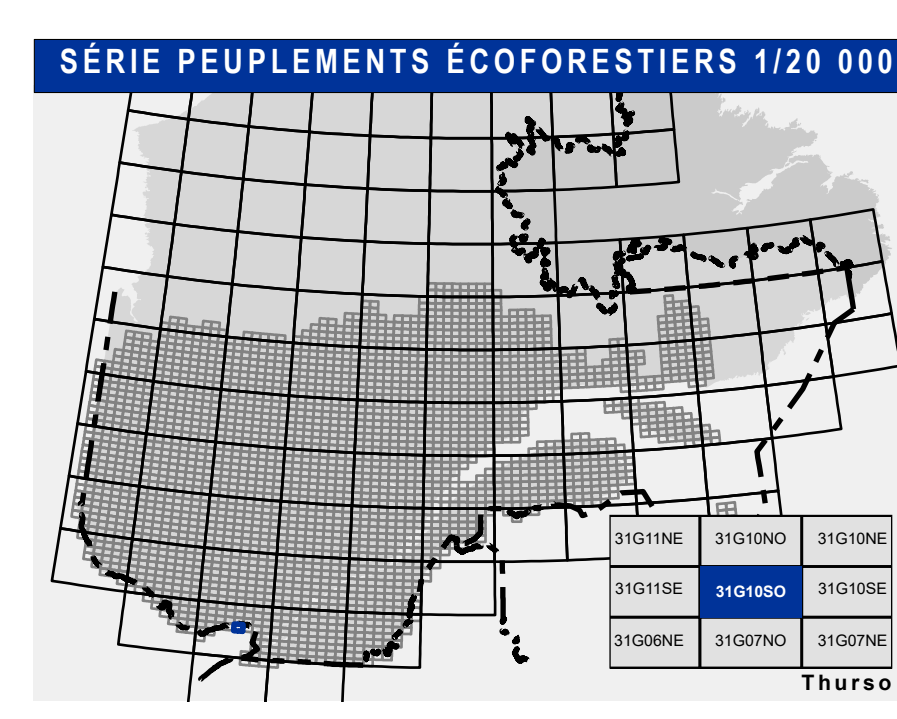 SÉRIE PEUPLEMENTS ÉCOFORESTIERS 1/20 000
31G11NE 31G10NO 31G10NE
31G11SE 31G10SO 31G10SE
31G06NE 31G07NO 31G07NE
Thurso